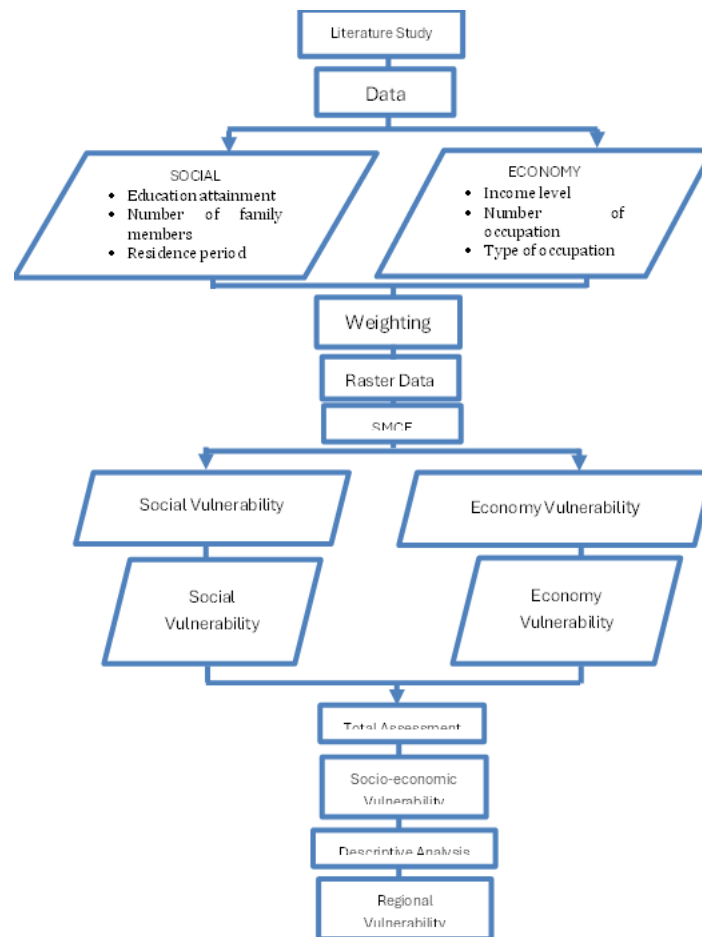 Literature Study
Data
SOCIAL
• Education attainment
• Number of family
members
• Residence period
ECONOMY
• Income level
• Number of
occupation
• Type of occupation
Weighting
Raster Data
Social Vulnerability
Economy Vulnerability
Social
Vulnerability
Economy
Vulnerability
Total Assessment
Socio-economic
Vulnerability
Descriptive Analysis
Regional
Vulnerability